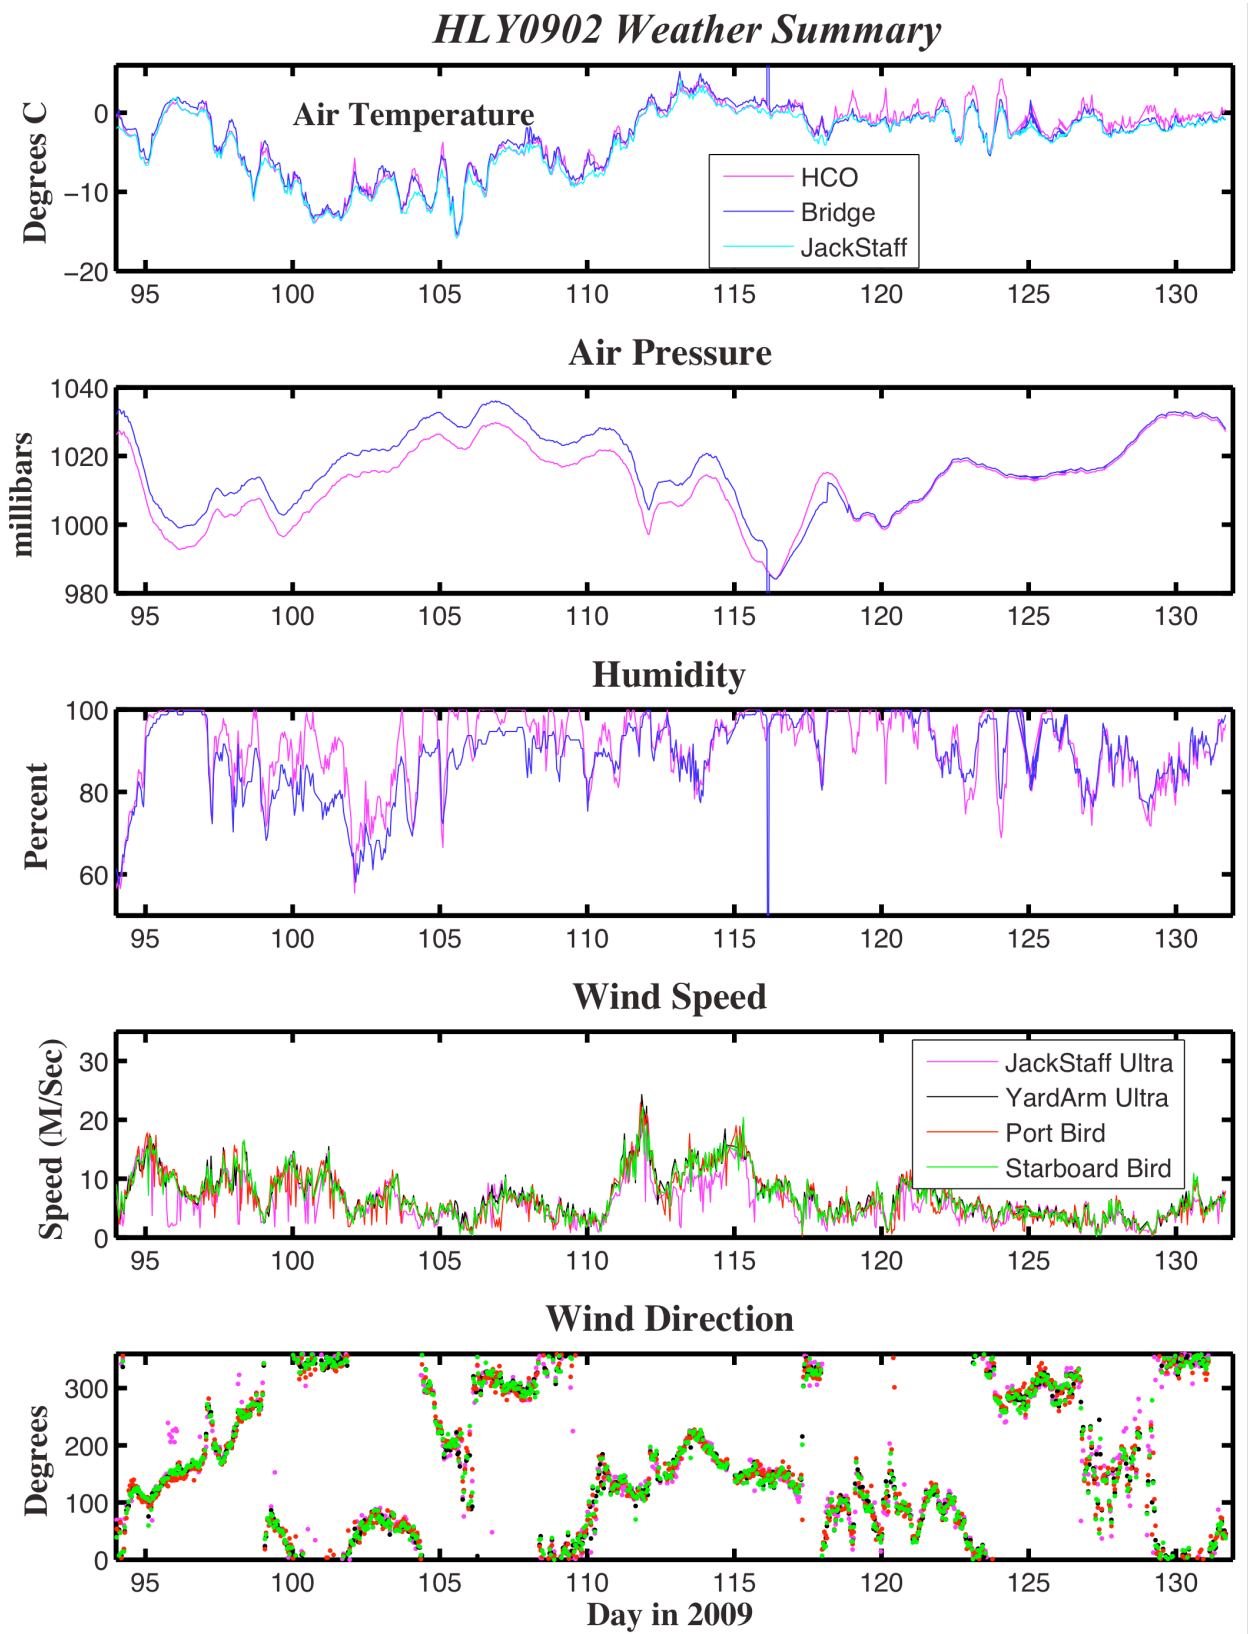 HLY0902 Weather Summary
Degrees C
0
−10
−20
Air Temperature
HCO
Bridge
JackStaff
95 100 105 110 115 120 125 130
Air Pressure
millibars
1040
1020
1000
980
95 100 105 110 115 120 125 130
Humidity
Percent
100
80
60
95 100 105 110 115 120 125 130
Wind Speed
Speed (M/Sec)
30
20
10
0
JackStaff Ultra
YardArm Ultra
Port Bird
Starboard Bird
95 100 105 110 115 120 125 130
Wind Direction
Degrees
300
200
100
0
95 100 105 110 115 120 125 130
Day in 2009